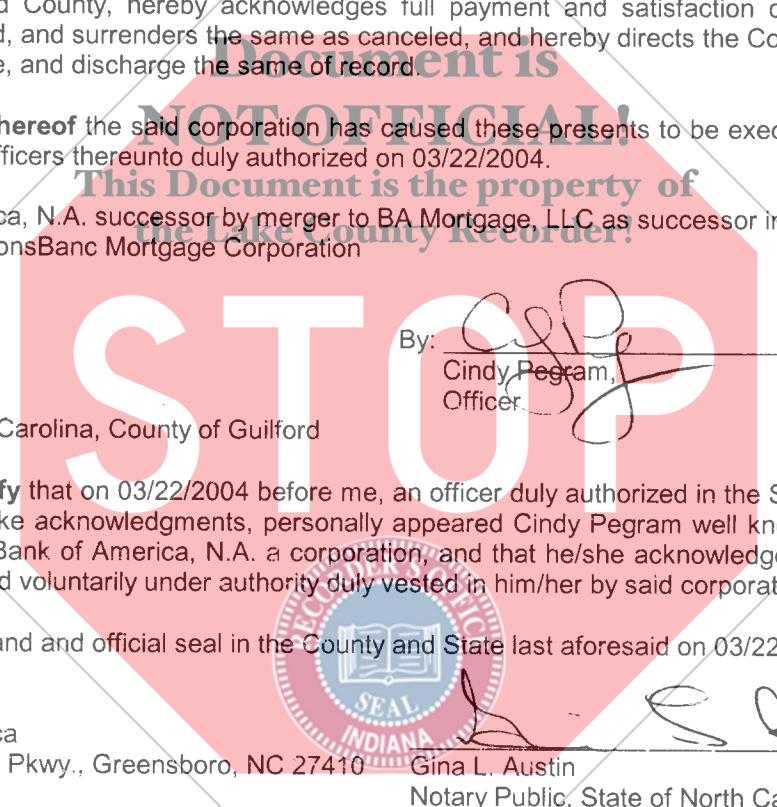 d County, hereby acknowledges full payment and satisfaction
d, and surrenders the same as canceled, and hereby directs the Co
e, and discharge the same of record.
Document is
NOT OFFICIAL!
hereof the said corporation has caused these presents to be exec
fficers thereunto duly authorized on 03/22/2004.
This Document is the property of
the Lake County Recorder!
ca, N.A. successor by merger to BA Mortgage, LLC as successor in
onsBanc Mortgage Corporation
STOP
By:
Cindy Pegram,
Officer
Carolina, County of Guilford
fy that on 03/22/2004 before me, an officer duly authorized in the S
ke acknowledgments, personally appeared Cindy Pegram well kn
Bank of America, N.A. a corporation, and that he/she acknowledg
d voluntarily under authority duly vested in him/her by said corporat
RECORDER'S OFFICE
SEAL
INDIANA
and and official seal in the County and State last aforesaid on 03/22
ca
Pkwy., Greensboro, NC 27410
Gina L. Austin
Notary Public, State of North Ca